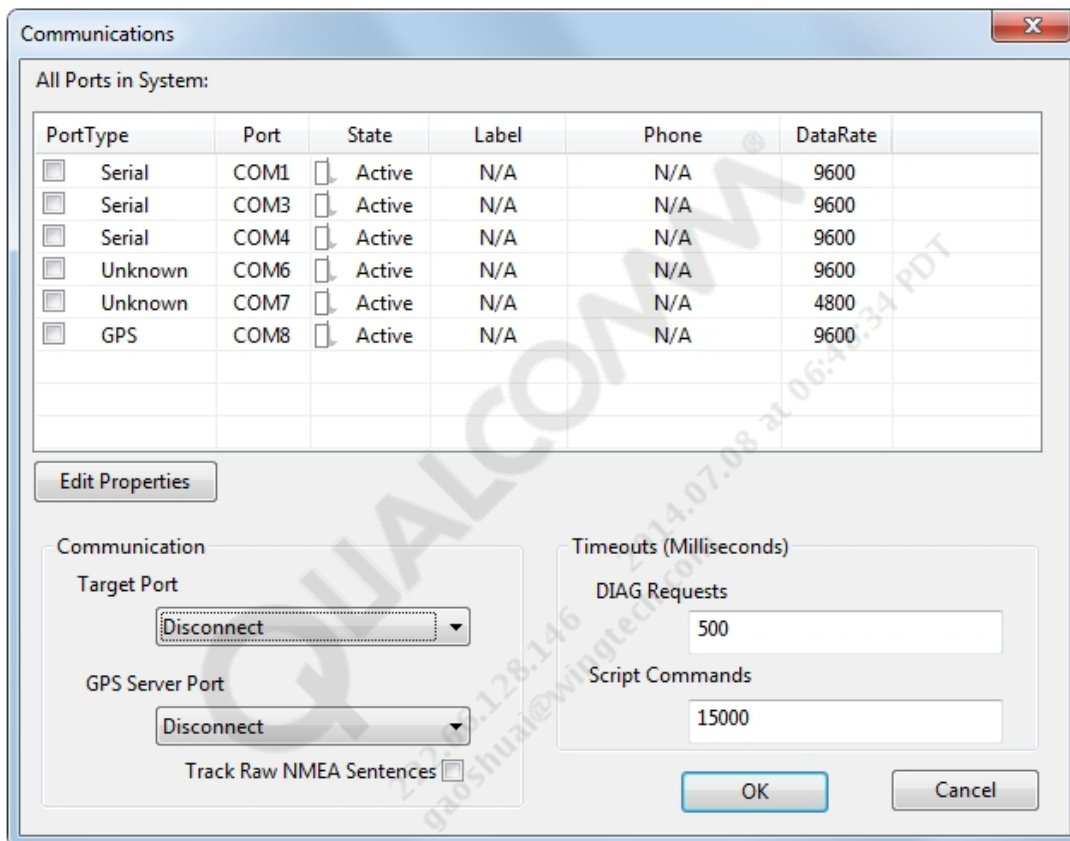 Communications
All Ports in System:
PortType Port State Label Phone DataRate
Serial COM1 Active N/A N/A 9600
Serial COM3 Active N/A N/A 9600
Serial COM4 Active N/A N/A 9600
Unknown COM6 Active N/A N/A 9600
Unknown COM7 Active N/A N/A 4800
GPS COM8 Active N/A N/A 9600
Edit Properties
Communication
Target Port
Disconnect
GPS Server Port
Disconnect
Track Raw NMEA Sentences
Timeouts (Milliseconds)
DIAG Requests
500
Script Commands
15000
OK Cancel
QUALCOMM®
2014.07.08 at 06:46:34 PDT
gaoshuai@wingtech.com